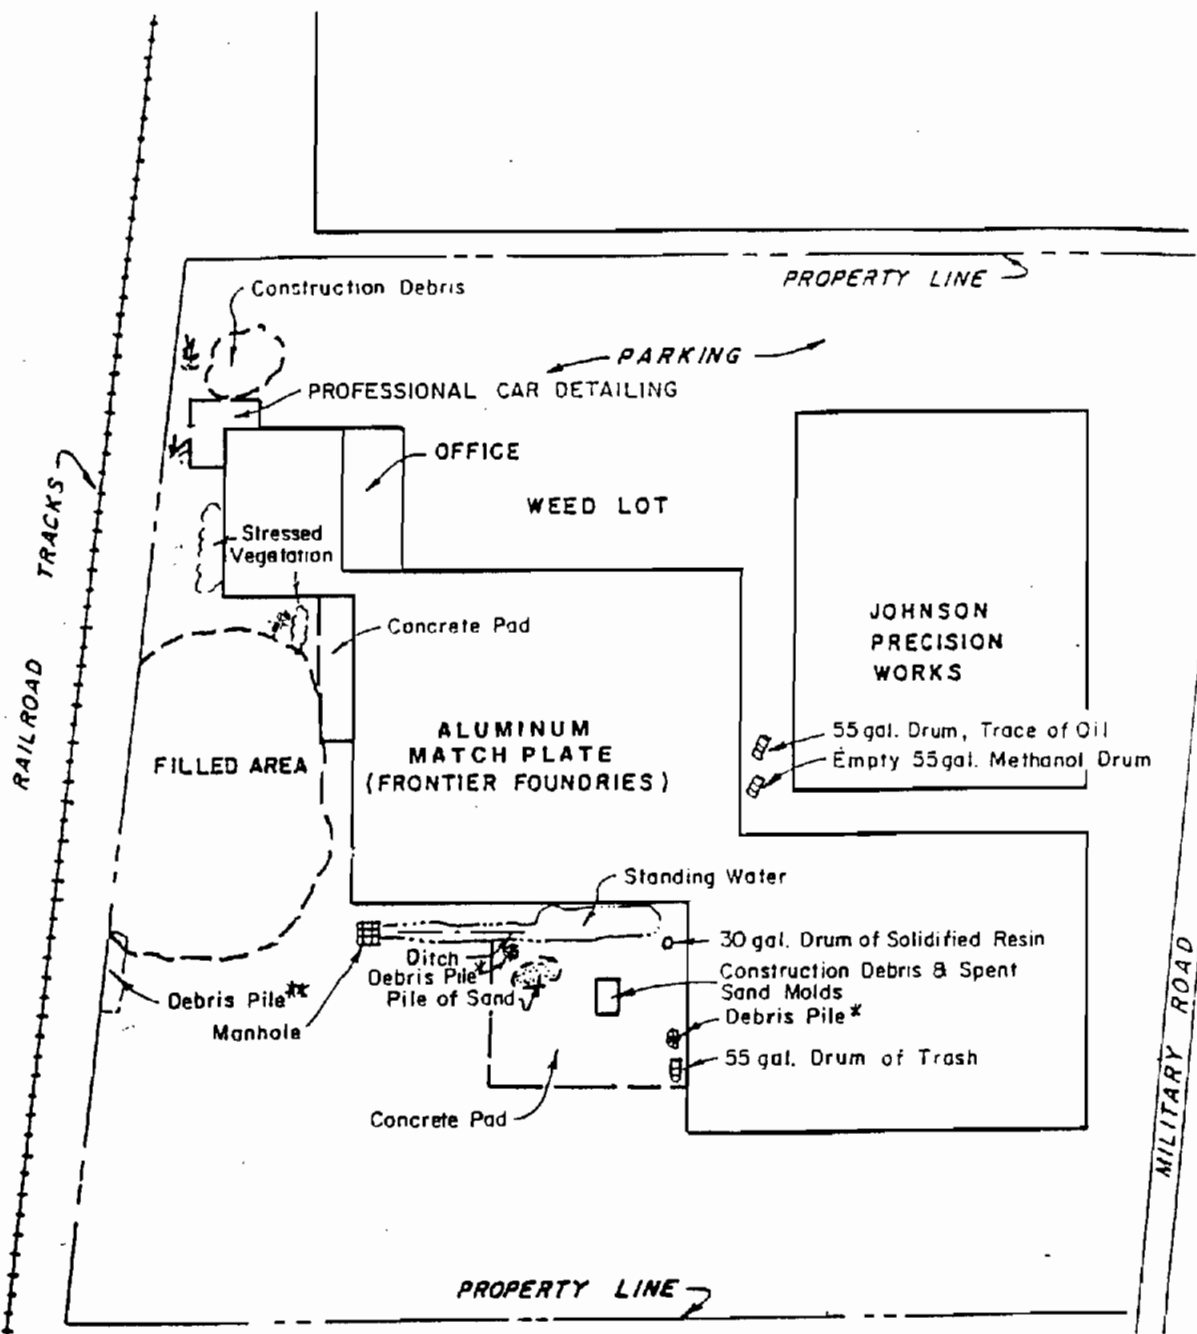 Construction Debris
PROPERTY LINE
PARKING
PROFESSIONAL CAR DETAILING
OFFICE
WEED LOT
RAILROAD TRACKS
Stressed
Vegetation
Concrete Pad
JOHNSON
PRECISION
WORKS
ALUMINUM
MATCH PLATE
(FRONTIER FOUNDRIES)
FILLED AREA
55 gal. Drum, Trace of Oil
Empty 55 gal. Methanol Drum
Standing Water
30 gal. Drum of Solidified Resin
Ditch
Debris Pile*
Pile of Sand
Construction Debris & Spent
Sand Molds
Debris Pile**
Manhole
Debris Pile*
55 gal. Drum of Trash
Concrete Pad
MILITARY ROAD
PROPERTY LINE